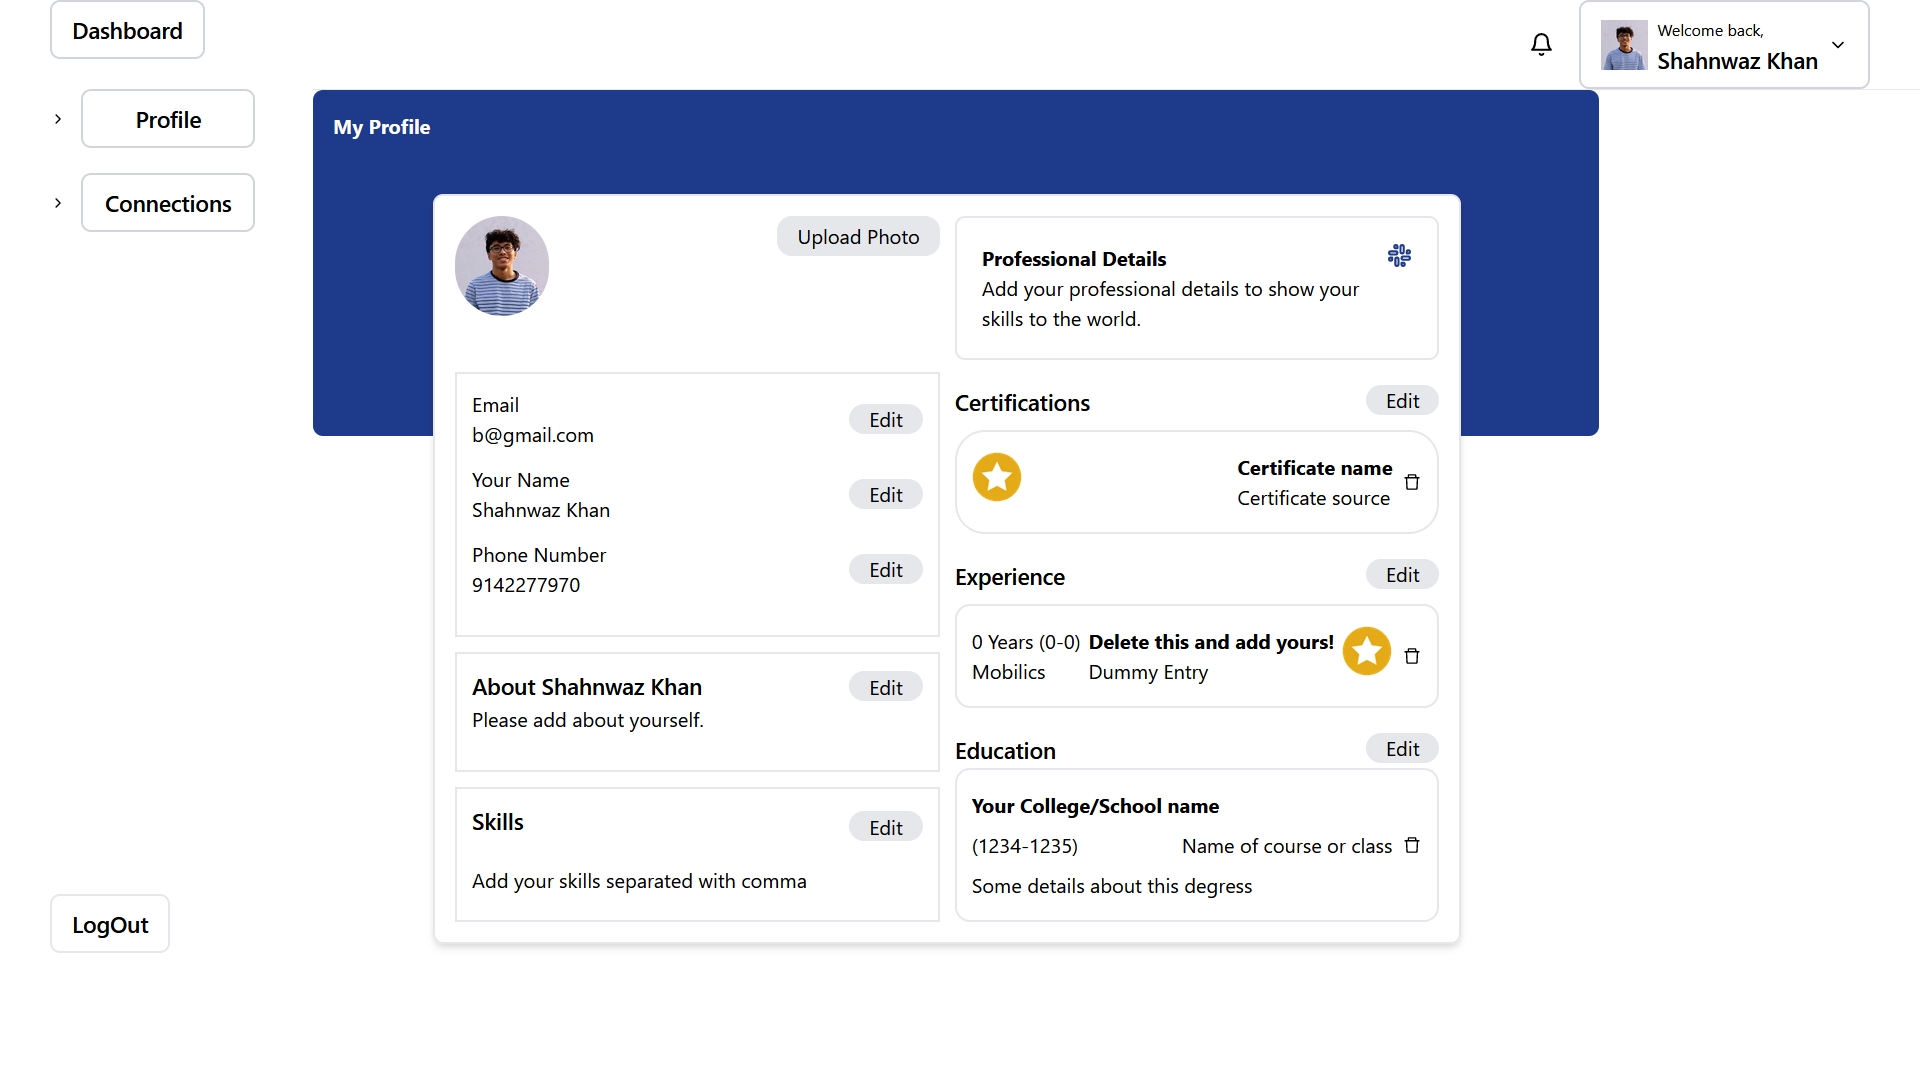 Dashboard
Welcome back,
Shahnwaz Khan
Profile
Connections
LogOut
My Profile
Upload Photo
Email
b@gmail.com
Edit
Your Name
Shahnwaz Khan
Edit
Phone Number
9142277970
Edit
About Shahnwaz Khan
Edit
Please add about yourself.
Skills
Edit
Add your skills separated with comma
Professional Details
Add your professional details to show your
skills to the world.
Certifications
Edit
Certificate name
Certificate source
Experience
Edit
0 Years (0-0) Delete this and add yours!
Mobilics Dummy Entry
Education
Edit
Your College/School name
(1234-1235) Name of course or class
Some details about this degress